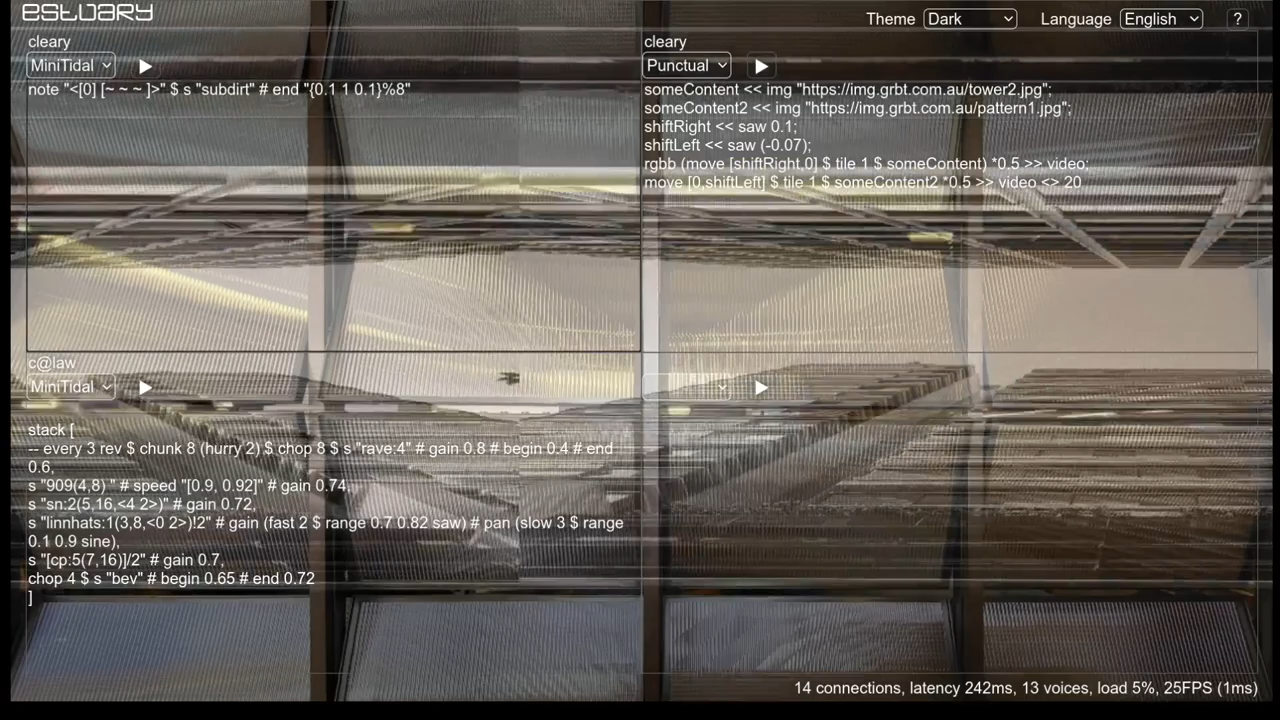 estuary
Theme Dark Language English ?
cleary
MiniTidal
note "<[0] [~ ~ ~ ]>" $ s "subdirt" # end "{0.1 1 0.1}%8"
cleary
Punctual
someContent << img "https://img.grbt.com.au/tower2.jpg";
someContent2 << img "https://img.grbt.com.au/pattern1.jpg";
shiftRight << saw 0.1;
shiftLeft << saw (-0.07);
rgbb (move [shiftRight,0] $ tile 1 $ someContent) *0.5 >> video;
move [0,shiftLeft] $ tile 1 $ someContent2 *0.5 >> video <> 20
c@law
MiniTidal
stack [
-- every 3 rev $ chunk 8 (hurry 2) $ chop 8 $ s "rave:4" # gain 0.8 # begin 0.4 # end
0.6,
s "909(4,8) " # speed "[0.9, 0.92]" # gain 0.74,
s "sn:2(5,16,<4 2>)" # gain 0.72,
s "linnhats:1(3,8,<0 2>)!2" # gain (fast 2 $ range 0.7 0.82 saw) # pan (slow 3 $ range
0.1 0.9 sine),
s "[cp:5(7,16)]/2" # gain 0.7,
chop 4 $ s "bev" # begin 0.65 # end 0.72
]
14 connections, latency 242ms, 13 voices, load 5%, 25FPS (1ms)